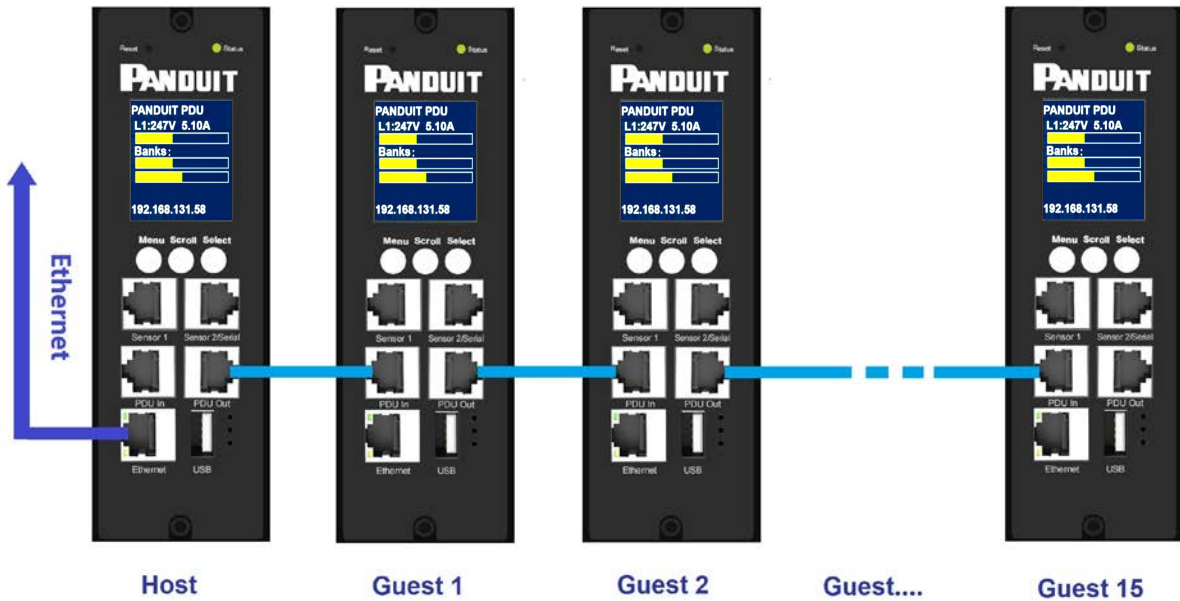 Ethernet
Reset Status
PANDUIT
PANDUIT PDU
L1:247V 5.10A
Banks:
192.168.131.58
Menu Scroll Select
Sensor 1 Sensor 2/Serial
PDU In PDU Out
Ethernet USB
Host
Reset Status
PANDUIT
PANDUIT PDU
L1:247V 5.10A
Banks:
192.168.131.58
Menu Scroll Select
Sensor 1 Sensor 2/Serial
PDU In PDU Out
Ethernet USB
Guest 1
Reset Status
PANDUIT
PANDUIT PDU
L1:247V 5.10A
Banks:
192.168.131.58
Menu Scroll Select
Sensor 1 Sensor 2/Serial
PDU In PDU Out
Ethernet USB
Guest 2
Guest....
Reset Status
PANDUIT
PANDUIT PDU
L1:247V 5.10A
Banks:
192.168.131.58
Menu Scroll Select
Sensor 1 Sensor 2/Serial
PDU In PDU Out
Ethernet USB
Guest 15